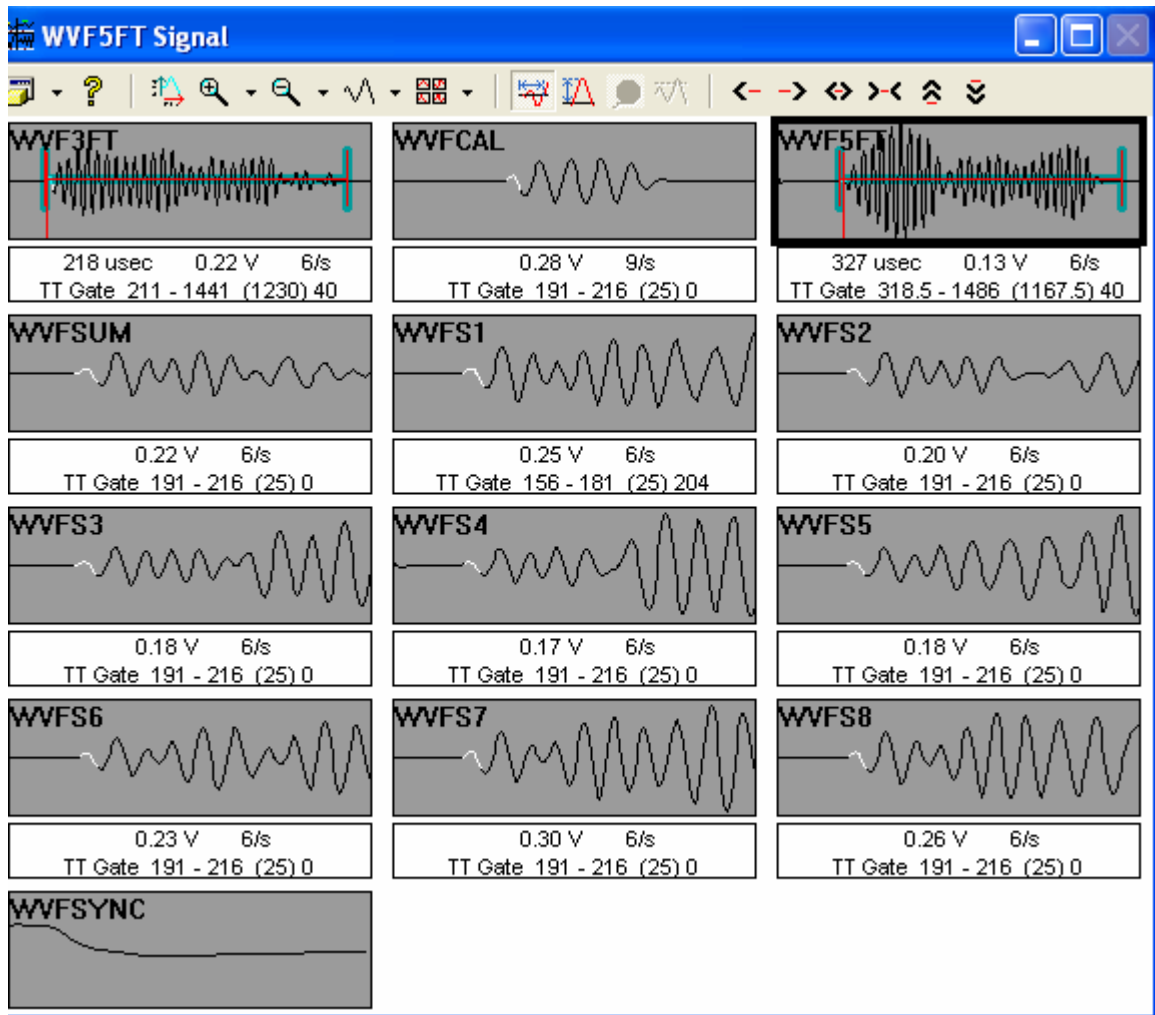 WVF5FT Signal
WVF3FT WVFCAL WVF5FT
218 usec 0.22 V 6/s 0.28 V 9/s 327 usec 0.13 V 6/s
TT Gate 211 - 1441 (1230) 40 TT Gate 191 - 216 (25) 0 TT Gate 318.5 - 1486 (1167.5) 40
WVFSUM WVFS1 WVFS2
0.22 V 6/s 0.25 V 6/s 0.20 V 6/s
TT Gate 191 - 216 (25) 0 TT Gate 156 - 181 (25) 204 TT Gate 191 - 216 (25) 0
WVFS3 WVFS4 WVFS5
0.18 V 6/s 0.17 V 6/s 0.18 V 6/s
TT Gate 191 - 216 (25) 0 TT Gate 191 - 216 (25) 0 TT Gate 191 - 216 (25) 0
WVFS6 WVFS7 WVFS8
0.23 V 6/s 0.30 V 6/s 0.26 V 6/s
TT Gate 191 - 216 (25) 0 TT Gate 191 - 216 (25) 0 TT Gate 191 - 216 (25) 0
WVFSYNC